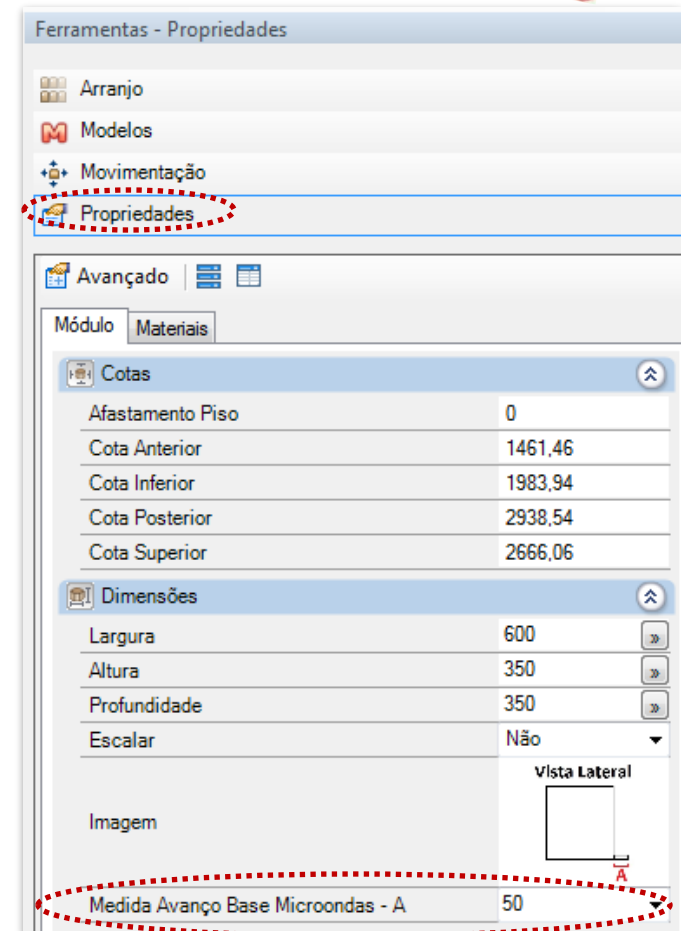 Ferramentas - Propriedades
Arranjo
Modelos
Movimentação
Propriedades
Avançado
Módulo Materiais
Cotas
Afastamento Piso 0
Cota Anterior 1461,46
Cota Inferior 1983,94
Cota Posterior 2938,54
Cota Superior 2666,06
Dimensões
Largura 600 »
Altura 350 »
Profundidade 350 »
Escalar Não
Vista Lateral
Imagem
A
Medida Avanço Base Microondas - A 50